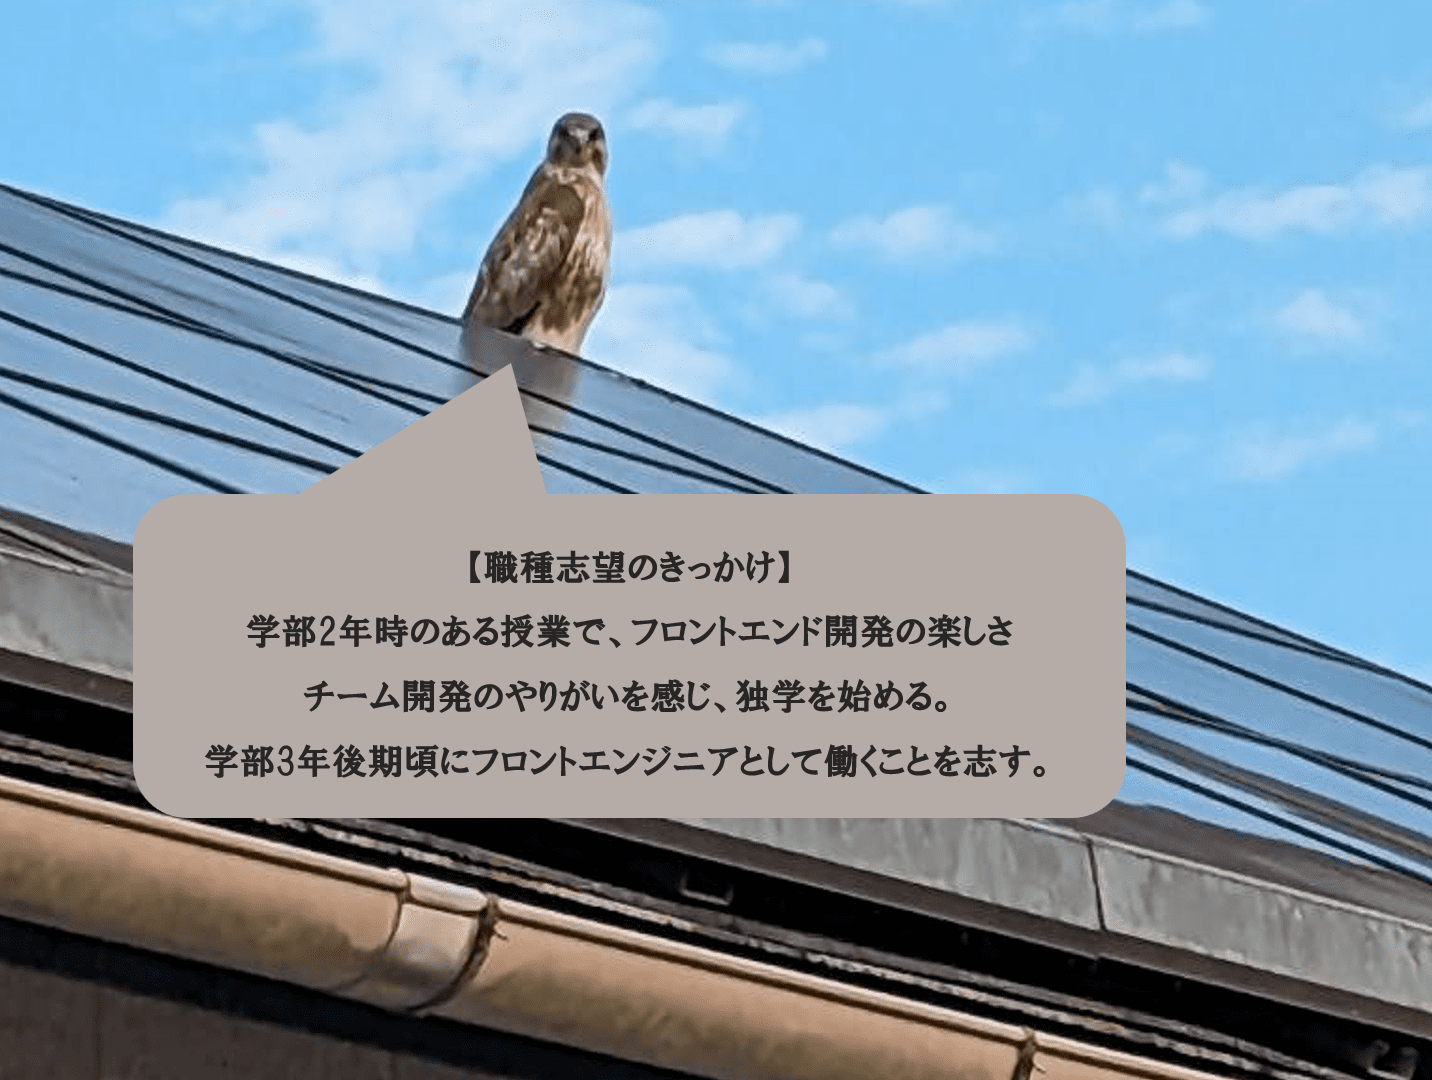 【職種志望のきっかけ】
学部2年時のある授業で、フロントエンド開発の楽しさ
チーム開発のやりがいを感じ、独学を始める。
学部3年後期頃にフロントエンジニアとして働くことを志す。